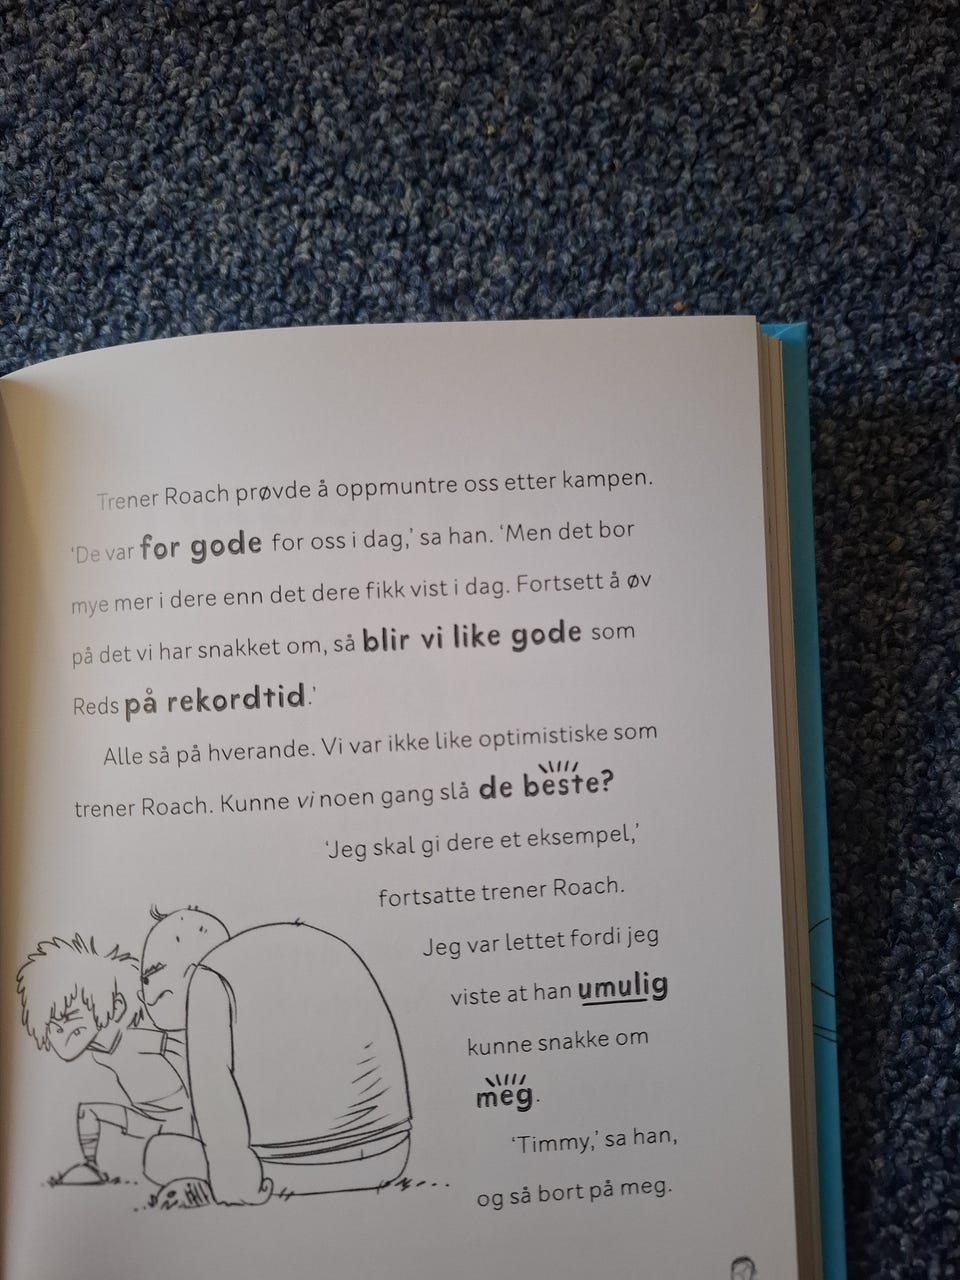 Trener Roach prøvde å oppmuntre oss etter kampen.
‘De var for gode for oss i dag,’ sa han. ‘Men det bor
mye mer i dere enn det dere fikk vist i dag. Fortsett å øv
på det vi har snakket om, så blir vi like gode som
Reds på rekordtid.’
Alle så på hverande. Vi var ikke like optimistiske som
trener Roach. Kunne vi noen gang slå de beste?
‘Jeg skal gi dere et eksempel,’
fortsatte trener Roach.
Jeg var lettet fordi jeg
viste at han umulig
kunne snakke om
meg.
‘Timmy,’ sa han,
og så bort på meg.